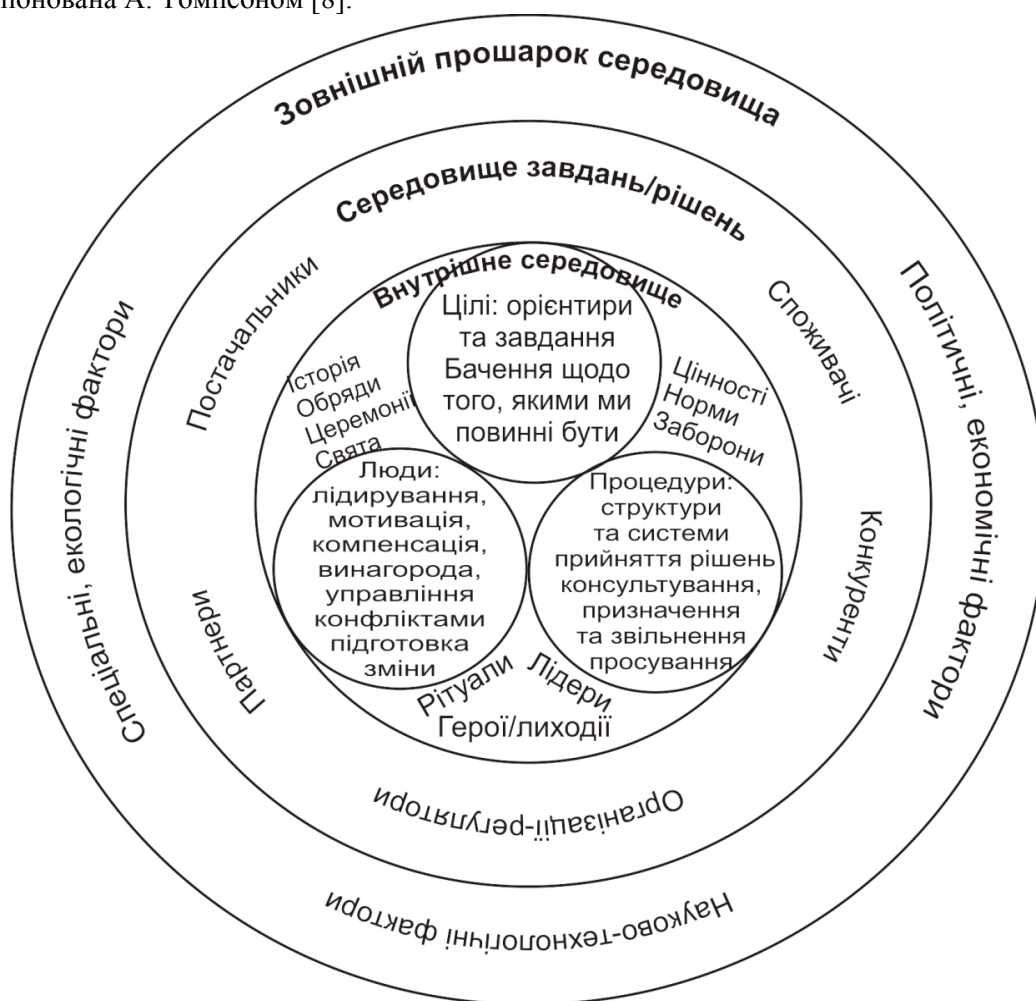 понована А. Томпсоном [8].
Зовнішній прошарок середовища
Середовище завдань/рішень
Внутрішне середовище
Цілі: орієнтири
та завдання
Бачення щодо
того, якими ми
повинні бути
Історія
Обряди
Церемонії
Свята
Цінності
Норми
Заборони
Люди:
лідирування,
мотивація,
компенсація,
винагорода,
управління
конфліктами
підготовка
зміни
Процедури:
структури
та системи
прийняття рішень
консультування,
призначення
та звільнення
просування
Рітуали
Лідери
Герої/лиходії
Постачальники
Споживачі
Партнери
Конкуренти
Організації-регулятори
Спеціальні, екологічні фактори
Політичні, економічні фактори
Науково-технологічні фактори